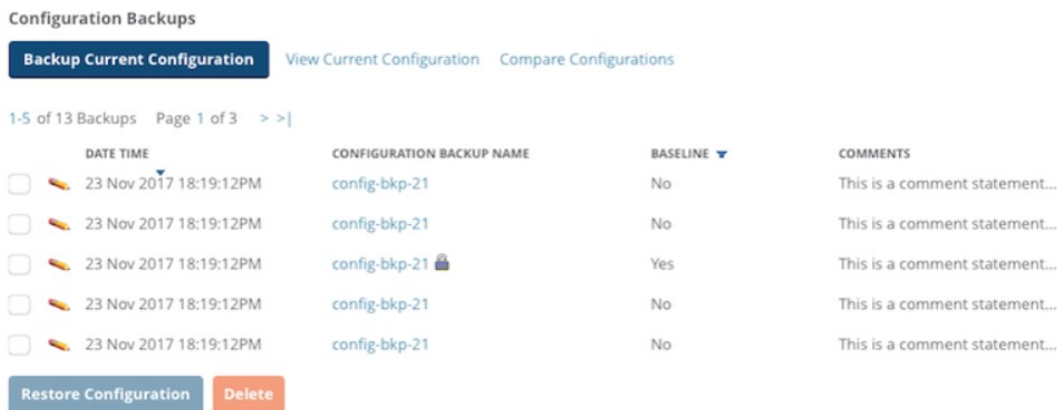 Configuration Backups
Backup Current Configuration View Current Configuration Compare Configurations
1-5 of 13 Backups Page 1 of 3 > >|
DATE TIME CONFIGURATION BACKUP NAME BASELINE COMMENTS
23 Nov 2017 18:19:12PM config-bkp-21 No This is a comment statement...
23 Nov 2017 18:19:12PM config-bkp-21 No This is a comment statement...
23 Nov 2017 18:19:12PM config-bkp-21 Yes This is a comment statement...
23 Nov 2017 18:19:12PM config-bkp-21 No This is a comment statement...
23 Nov 2017 18:19:12PM config-bkp-21 No This is a comment statement...
Restore Configuration Delete